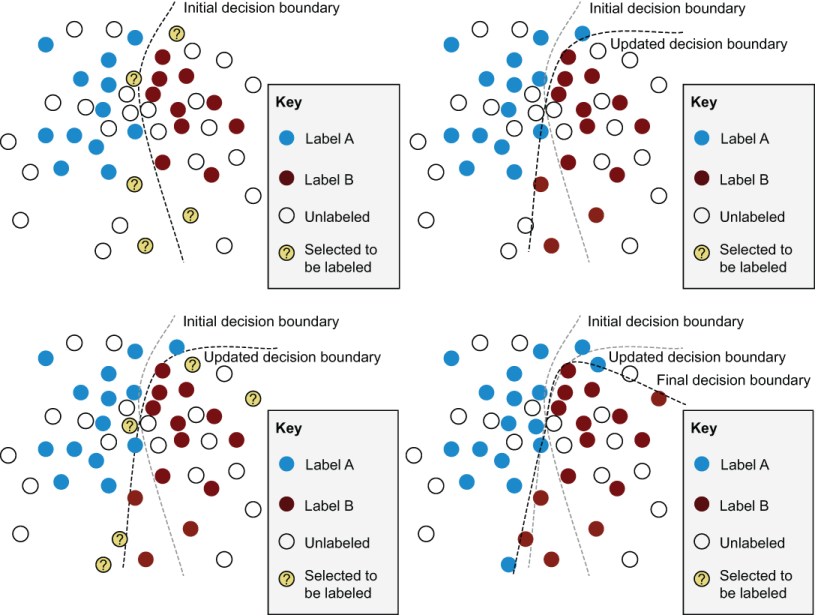 Initial decision boundary
?
?
?
?
?
Key
Label A
Label B
Unlabeled
? Selected to
be labeled
Initial decision boundary
Updated decision boundary
Key
Label A
Label B
Unlabeled
? Selected to
be labeled
Initial decision boundary
Updated decision boundary
?
?
?
?
?
Key
Label A
Label B
Unlabeled
? Selected to
be labeled
Initial decision boundary
Updated decision boundary
Final decision boundary
Key
Label A
Label B
Unlabeled
? Selected to
be labeled